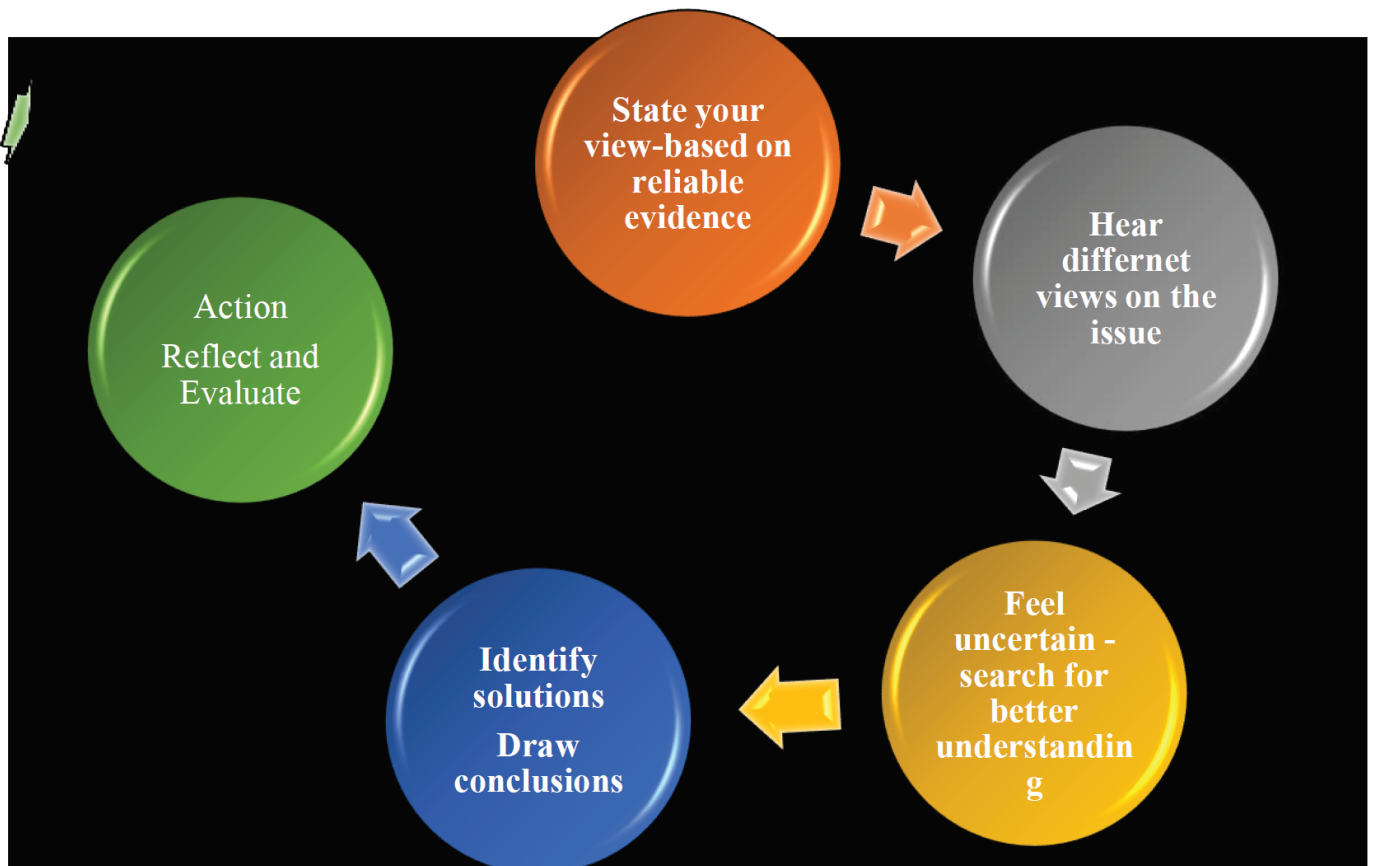 State your
view-based on
reliable
evidence
Hear
differnet
views on the
issue
Feel
uncertain -
search for
better
understandin
g
Identify
solutions
Draw
conclusions
Action
Reflect and
Evaluate